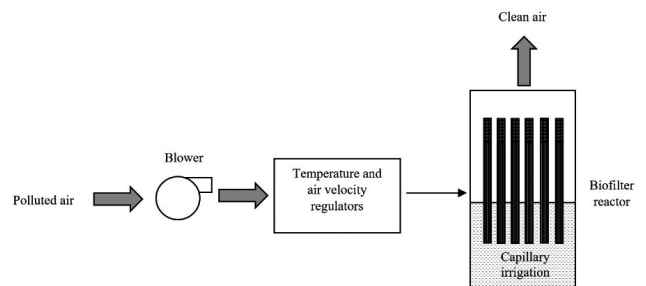 Clean air
Blower
Polluted air
Temperature and
air velocity
regulators
Biofilter
reactor
Capillary
irrigation